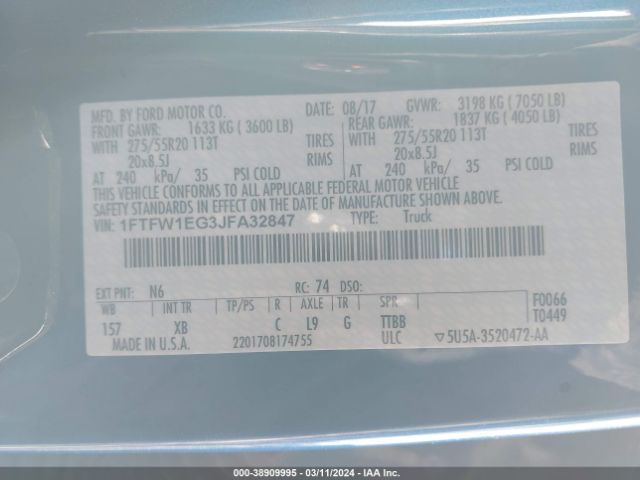 MFD. BY FORD MOTOR CO. DATE: 08/17 GVWR: 3198 KG ( 7050 LB)
FRONT GAWR: 1633 KG ( 3600 LB) REAR GAWR: 1837 KG ( 4050 LB)
WITH 275/55R20 113T TIRES WITH 275/55R20 113T TIRES
20x8.5J RIMS 20x8.5J RIMS
AT 240 kPa/ 35 PSI COLD AT 240 kPa/ 35 PSI COLD
THIS VEHICLE CONFORMS TO ALL APPLICABLE FEDERAL MOTOR VEHICLE
SAFETY STANDARDS IN EFFECT ON THE DATE OF MANUFACTURE SHOWN ABOVE.
VIN: 1FTFW1EG3JFA32847 TYPE: Truck
EXT PNT: N6 RC: 74 DSO: F0066
WB INT TR TP/PS R AXLE TR SPR T0449
157 XB C L9 G TTBB
MADE IN U.S.A. 2201708174755 ULC ▽5U5A-3520472-AA
000-38909995 - 03/11/2024 - IAA Inc.